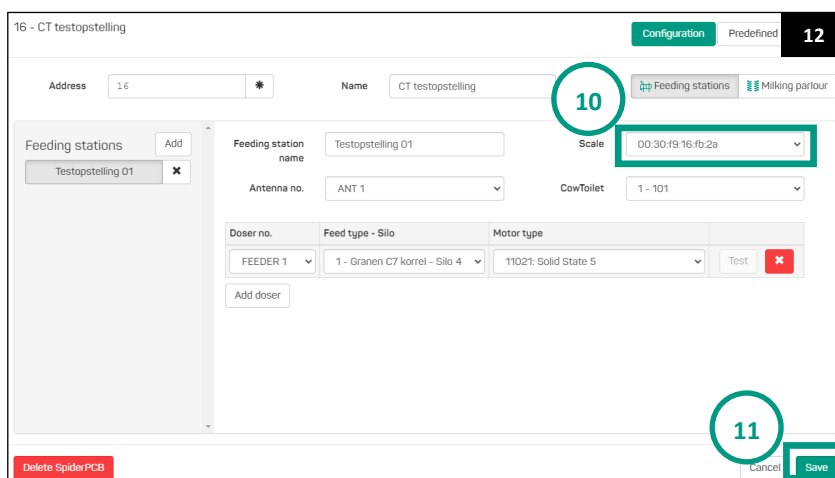 16 - CT testopstelling
Configuration
Predefined
12
Address
16
Name
CT testopstelling
10
Feeding stations
Milking parlour
Feeding stations
Add
Testopstelling 01
Feeding station name
Testopstelling 01
Scale
00:30:f9:16:fb:2a
Antenna no.
ANT 1
CowToilet
1 - 101
Doser no.
Feed type - Silo
Motor type
FEEDER 1
1 - Granen C7 korrel - Silo 4
11021: Solid State 5
Test
Add doser
11
Delete SpiderPCB
Cancel
Save